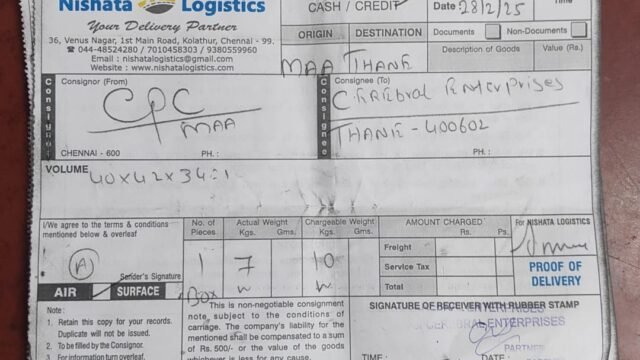 Nishata Logistics
Your Delivery Partner
36, Venus Nagar, 1st Main Road, Kolathur, Chennai - 99.
044-48524280 / 7010458303 / 9380559960
Email : nishatalogistics@gmail.com
Website : www.nishatalogistics.com
CASH / CREDIT
Date 28/2/25
ORIGIN DESTINATION
Documents Non-Documents
Description of Goods Value (Rs.)
MAA THANE
Consignor
Consignor (From)
CPC
MAA
CHENNAI - 600 PH. :
Consignee
Consignee (To)
CEREBRAL ENTERPRISES
THANE - 400602
PH. :
VOLUME
40x42x34:1
I/We agree to the terms & conditions
mentioned below & overleaf
A
Sender's Signature
AIR SURFACE
No. of
Pieces
1
Box
Actual Weight
Kgs. Gms.
7
Chargeable Weight
Kgs. Gms.
10
AMOUNT CHARGED
Rs. Ps.
Freight
Service Tax
Total
For NISHATA LOGISTICS
PROOF OF
DELIVERY
Note :
1. Retain this copy for your records.
Duplicate will not be issued.
2. To be filled by the Consignor.
3. For information turn overleaf.
This is non-negotiable consignment
note subject to the conditions of
carriage. The company's liability for the
mentioned shall be compensated to a sum
of Rs. 500/- or the value of the goods
whichever is less for any cause.
SIGNATURE OF RECEIVER WITH RUBBER STAMP
CEREBRAL ENTERPRISES
PARTNER
TIME :